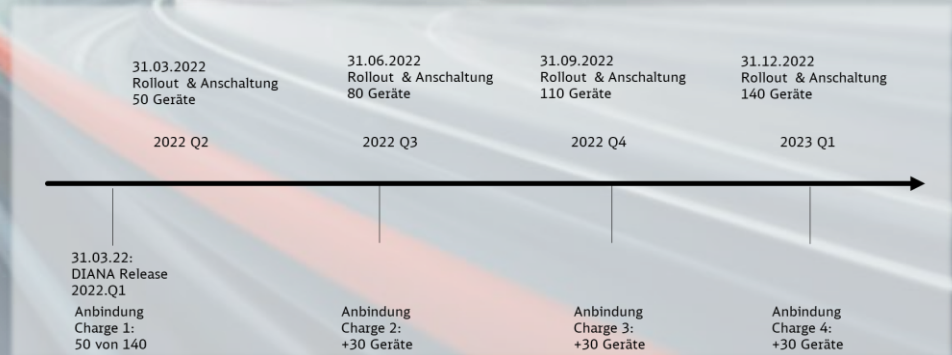 31.03.2022
Rollout & Anschaltung
50 Geräte
31.06.2022
Rollout & Anschaltung
80 Geräte
31.09.2022
Rollout & Anschaltung
110 Geräte
31.12.2022
Rollout & Anschaltung
140 Geräte
2022 Q2
2022 Q3
2022 Q4
2023 Q1
31.03.22:
DIANA Release
2022.Q1
Anbindung
Charge 1:
50 von 140
Anbindung
Charge 2:
+30 Geräte
Anbindung
Charge 3:
+30 Geräte
Anbindung
Charge 4:
+30 Geräte